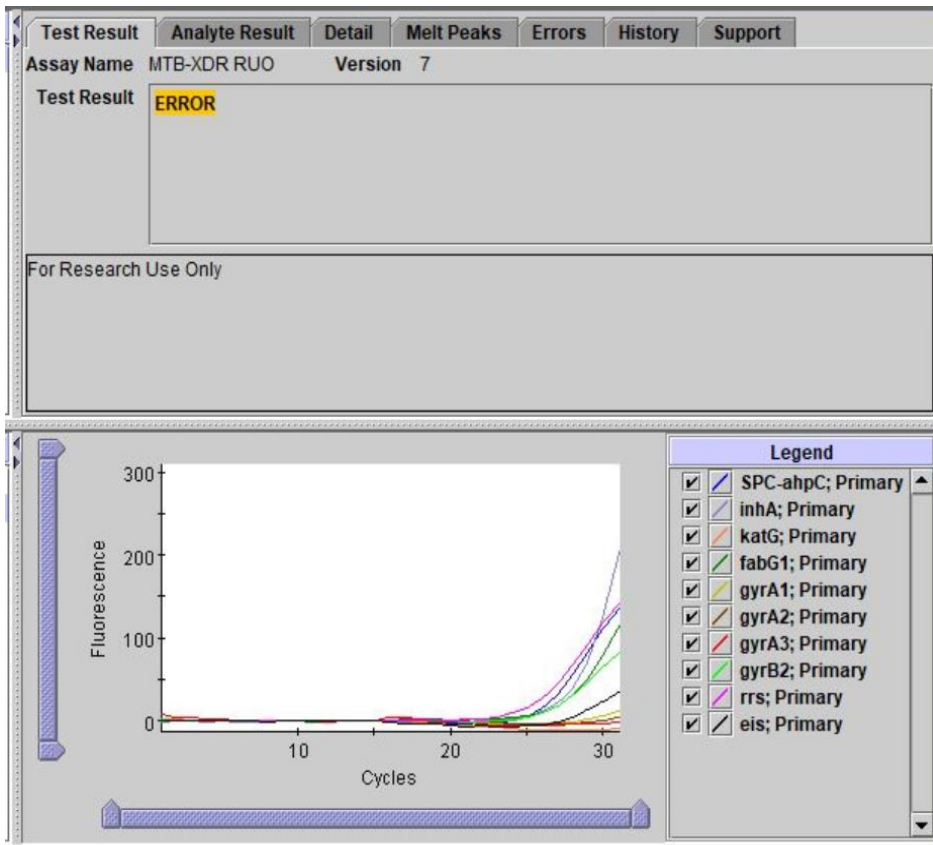 Test Result Analyte Result Detail Melt Peaks Errors History Support
Assay Name MTB-XDR RUO Version 7
Test Result ERROR
For Research Use Only
Legend
SPC-ahpC; Primary
inhA; Primary
katG; Primary
fabG1; Primary
gyrA1; Primary
gyrA2; Primary
gyrA3; Primary
gyrB2; Primary
rrs; Primary
eis; Primary
300
200
100
0
Fluorescence
10 20 30
Cycles